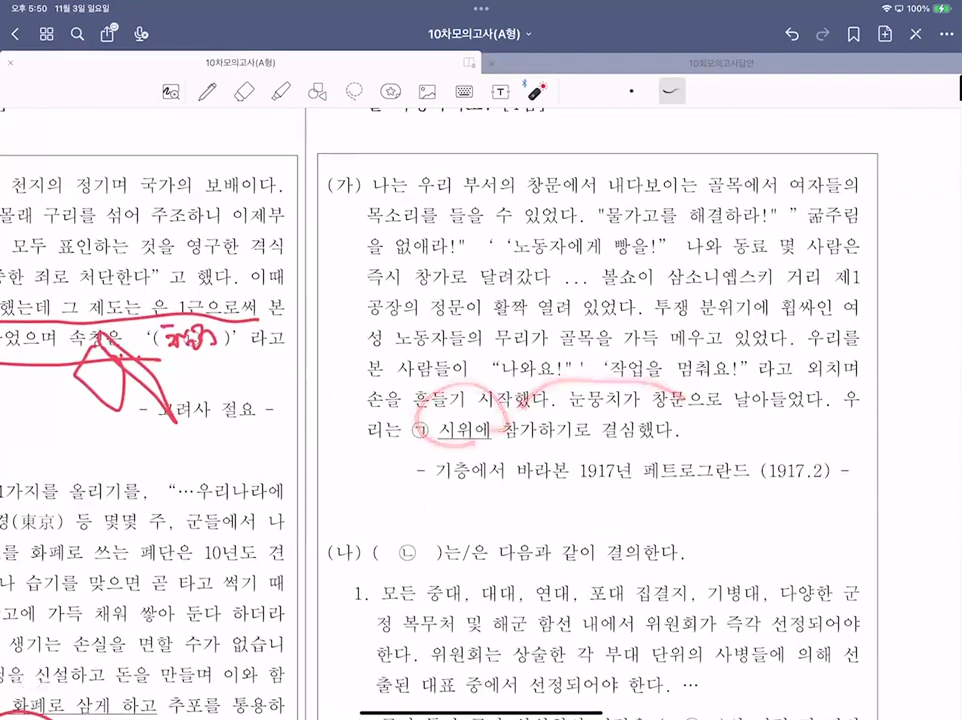 오후 5:50 11월 3일 일요일
100%
10차모의고사(A형)
10차모의고사(A형)
10회모의고사답안
천지의 정기며 국가의 보배이다.
몰래 구리를 섞어 주조하니 이제부
모두 표인하는 것을 영구한 격식
중한 죄로 처단한다” 고 했다. 이때
했는데 그 제도는 은 1근으로써 본
하였으며 속칭은 ‘( )’ 라고
- 고려사 절요 -
1가지를 올리기를, “…우리나라에
경(東京) 등 몇몇 주, 군들에서 나
를 화폐로 쓰는 폐단은 10년도 견
나 습기를 맞으면 곧 타고 썩기 때
고에 가득 채워 쌓아 둔다 하더라
생기는 손실을 면할 수가 없습니
을 신설하고 돈을 만들며 이와 함
화폐로 삼게 하고 추포를 통용하
(가) 나는 우리 부서의 창문에서 내다보이는 골목에서 여자들의
목소리를 들을 수 있었다. "물가고를 해결하라!" ” 굶주림
을 없애라!" ‘ ‘노동자에게 빵을!” 나와 동료 몇 사람은
즉시 창가로 달려갔다 ... 볼쇼이 삼소니옙스키 거리 제1
공장의 정문이 활짝 열려 있었다. 투쟁 분위기에 휩싸인 여
성 노동자들의 무리가 골목을 가득 메우고 있었다. 우리를
본 사람들이 “나와요!" ' ‘작업을 멈춰요!” 라고 외치며
손을 흔들기 시작했다. 눈뭉치가 창문으로 날아들었다. 우
리는 ㉠ 시위에 참가하기로 결심했다.
- 기층에서 바라본 1917년 페트로그란드 (1917.2) -
(나) ( ㉡ )는/은 다음과 같이 결의한다.
1. 모든 중대, 대대, 연대, 포대 집결지, 기병대, 다양한 군
정 복무처 및 해군 함선 내에서 위원회가 즉각 선정되어야
한다. 위원회는 상술한 각 부대 단위의 사병들에 의해 선
출된 대표 중에서 선정되어야 한다. …